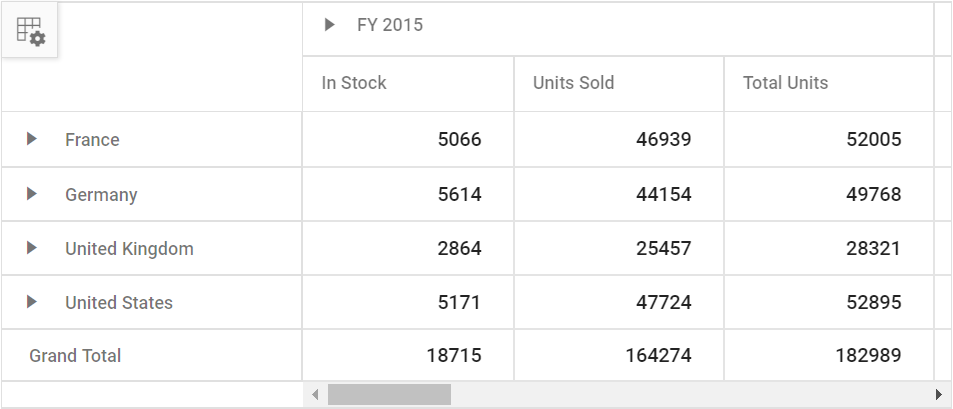 FY 2015
In Stock Units Sold Total Units
France 5066 46939 52005
Germany 5614 44154 49768
United Kingdom 2864 25457 28321
United States 5171 47724 52895
Grand Total 18715 164274 182989